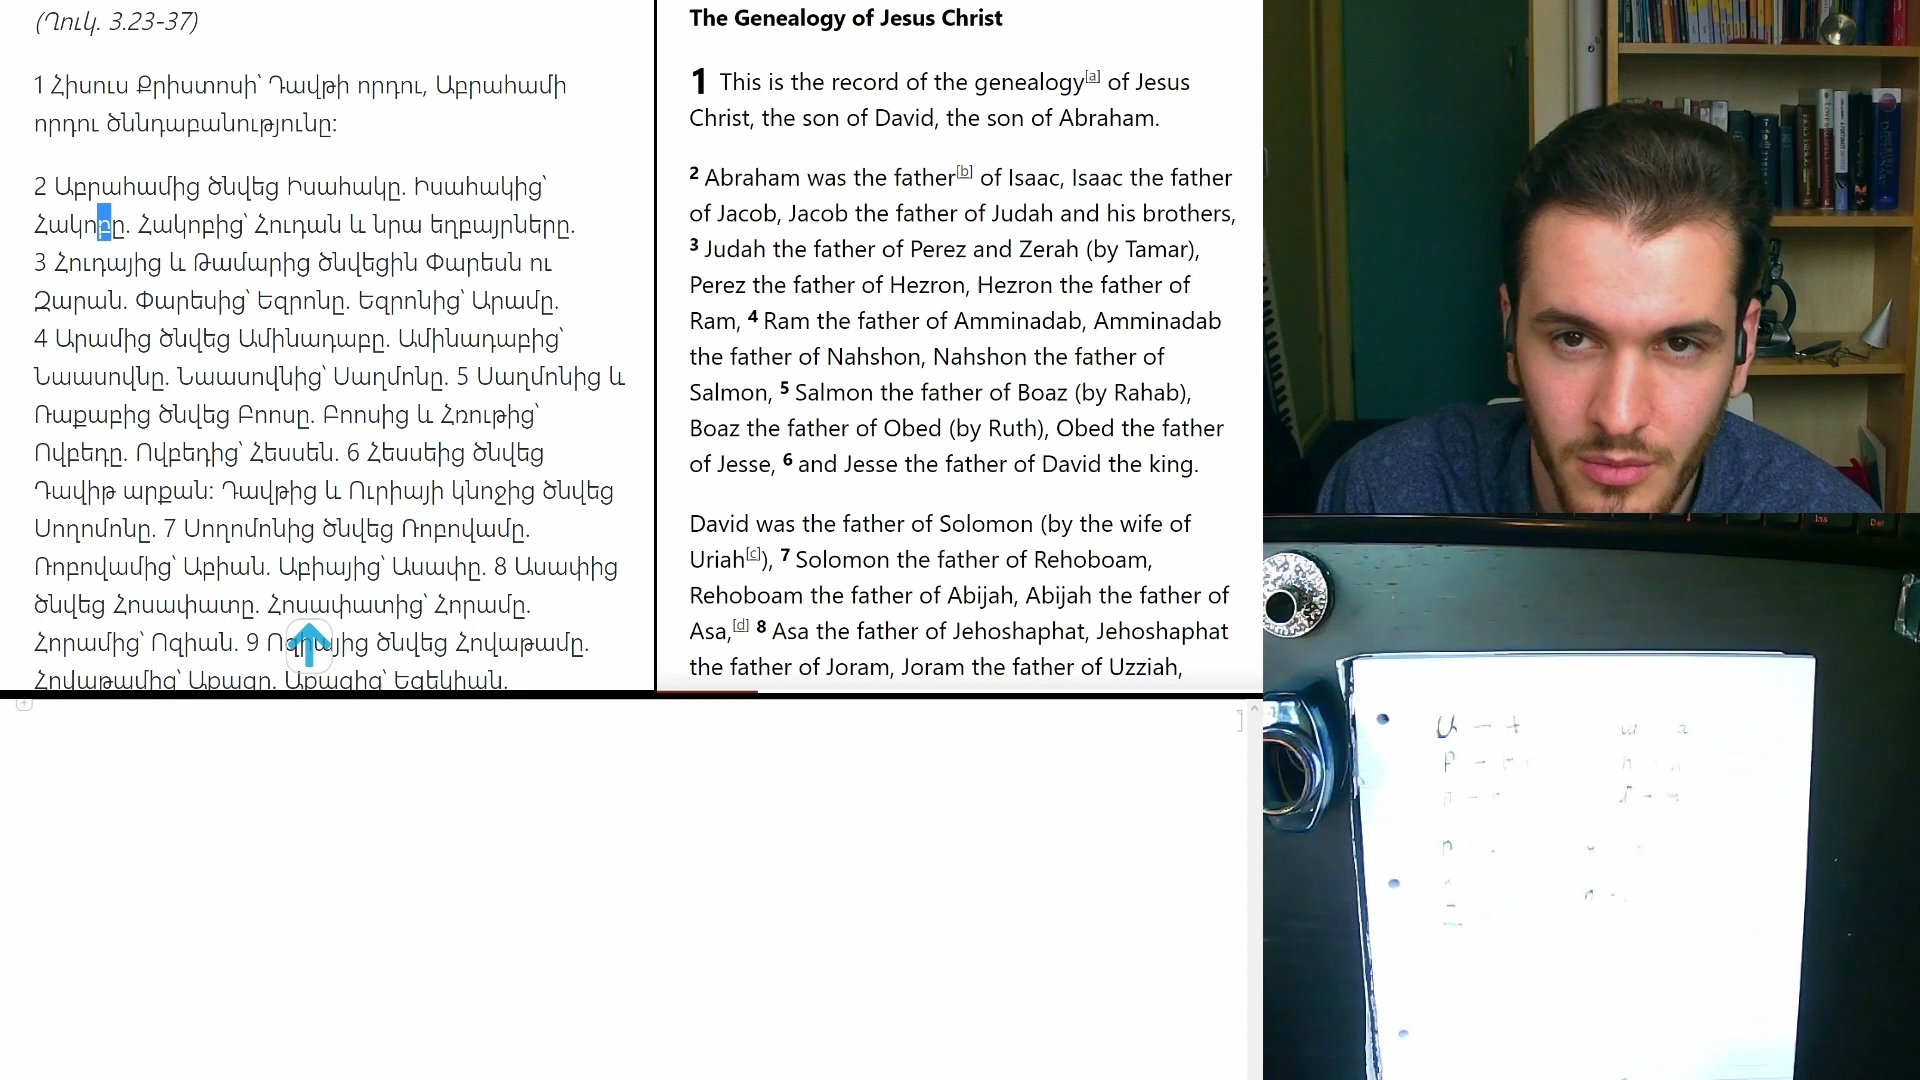 (Ղուկ. 3.23-37)
1 Հիսուս Քրիստոսի՝ Դավթի որդու, Աբրահամի
որդու ծննդաբանությունը:
2 Աբրահամից ծնվեց Իսահակը. Իսահակից՝
Հակոբը. Հակոբից՝ Հուդան և նրա եղբայրները.
3 Հուդայից և Թամարից ծնվեցին Փարեսն ու
Զարան. Փարեսից՝ Եզրոնը. Եզրոնից՝ Արամը.
4 Արամից ծնվեց Ամինադաբը. Ամինադաբից՝
Նաասովնը. Նաասովնից՝ Սաղմոնը. 5 Սաղմոնից և
Ռաքաբից ծնվեց Բոոսը. Բոոսից և Հռութից՝
Ովբեդը. Ովբեդից՝ Հեսսեն. 6 Հեսսեից ծնվեց
Դավիթ արքան: Դավթից և Ուրիայի կնոջից ծնվեց
Սողոմոնը. 7 Սողոմոնից ծնվեց Ռոբովամը.
Ռոբովամից՝ Աբիան. Աբիայից՝ Ասափը. 8 Ասափից
ծնվեց Հոսափատը. Հոսափատից՝ Հորամը.
Հորամից՝ Ոզիան. 9 Ոզիայից ծնվեց Հովաթամը.
Հովաթամից՝ Աքազը. Աքազից՝ Եզեկիան.
The Genealogy of Jesus Christ
1 This is the record of the genealogy[a] of Jesus
Christ, the son of David, the son of Abraham.
2 Abraham was the father[b] of Isaac, Isaac the father
of Jacob, Jacob the father of Judah and his brothers,
3 Judah the father of Perez and Zerah (by Tamar),
Perez the father of Hezron, Hezron the father of
Ram, 4 Ram the father of Amminadab, Amminadab
the father of Nahshon, Nahshon the father of
Salmon, 5 Salmon the father of Boaz (by Rahab),
Boaz the father of Obed (by Ruth), Obed the father
of Jesse, 6 and Jesse the father of David the king.
David was the father of Solomon (by the wife of
Uriah[c]), 7 Solomon the father of Rehoboam,
Rehoboam the father of Abijah, Abijah the father of
Asa,[d] 8 Asa the father of Jehoshaphat, Jehoshaphat
the father of Joram, Joram the father of Uzziah,
Ins
Del